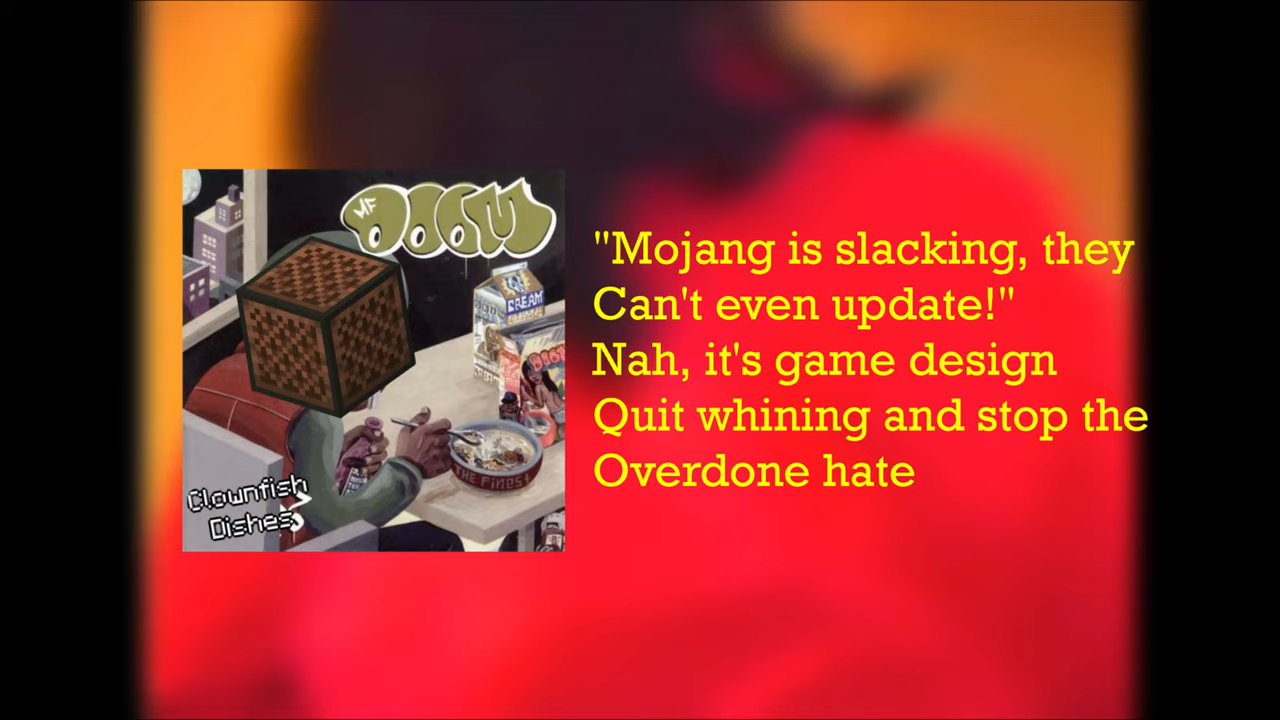 MF
DOOM
CREAM
THE FINEST
Clownfish
Dishes
"Mojang is slacking, they
Can't even update!"
Nah, it's game design
Quit whining and stop the
Overdone hate